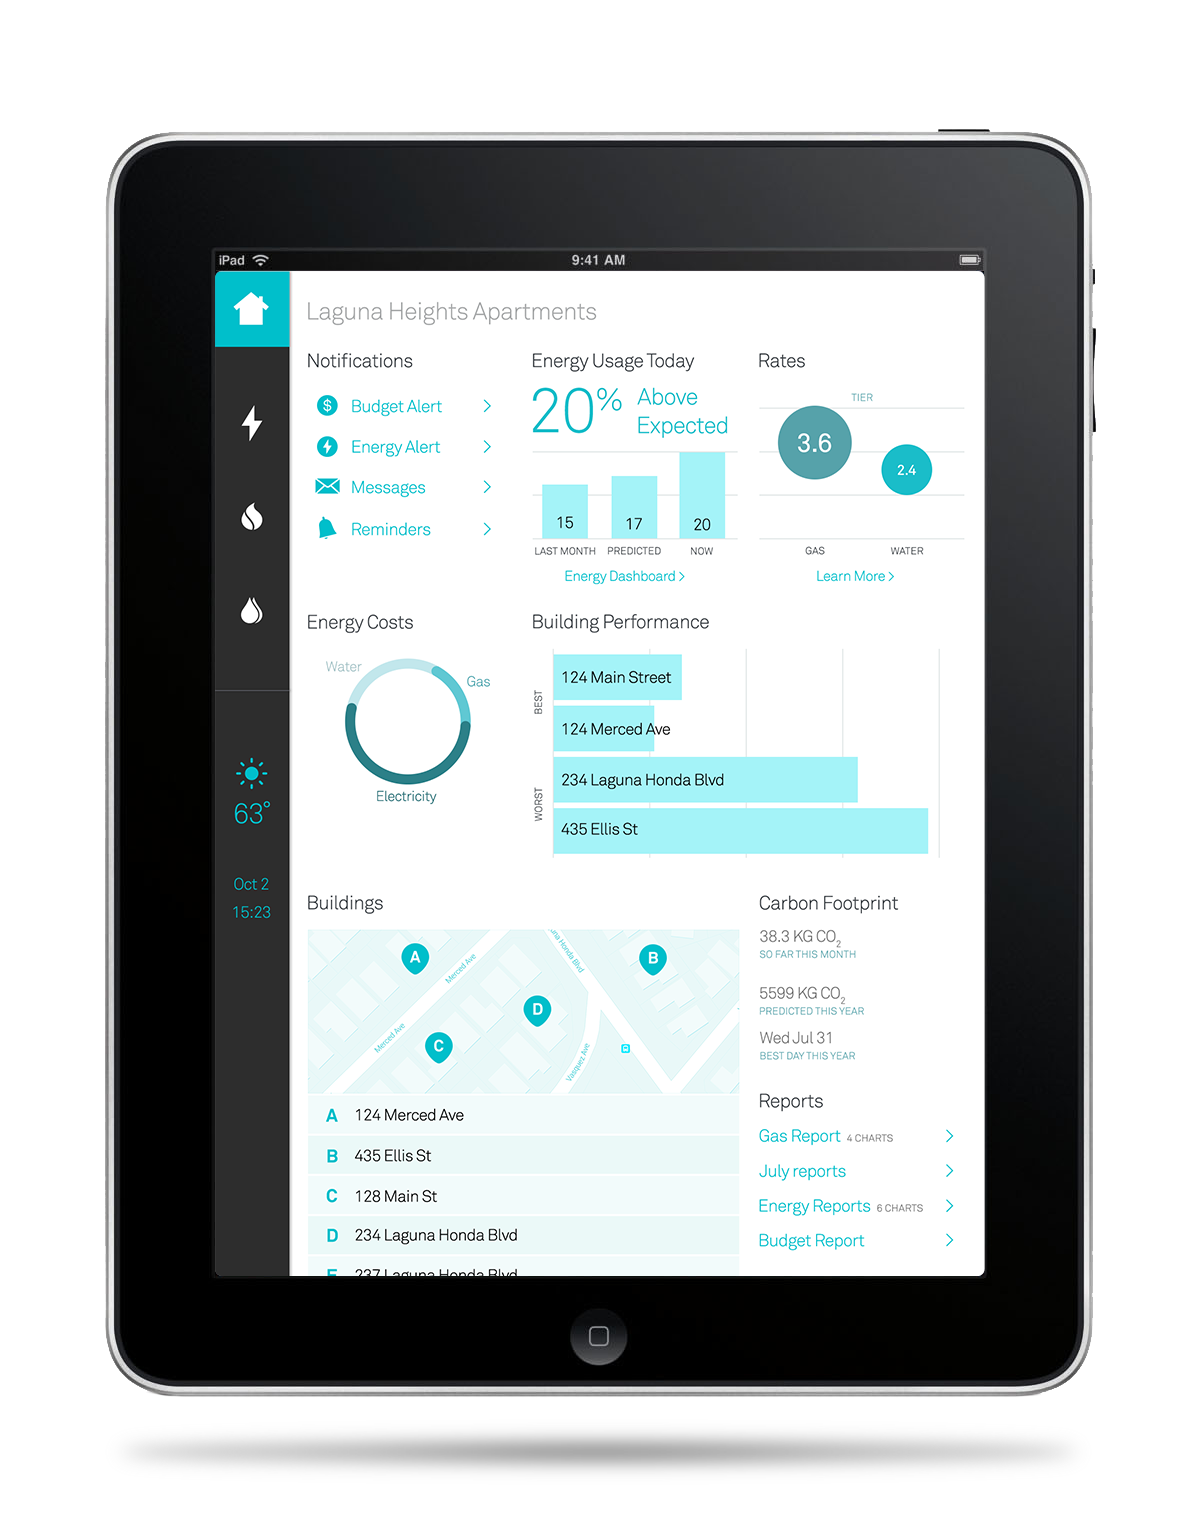 iPad
9:41 AM
Laguna Heights Apartments
Notifications
$ Budget Alert
Energy Alert
Messages
Reminders
Energy Usage Today
20% Above
Expected
15
17
20
LAST MONTH
PREDICTED
NOW
Energy Dashboard >
Rates
TIER
3.6
2.4
GAS
WATER
Learn More >
63°
Oct 2
15:23
Energy Costs
Water
Gas
Electricity
Building Performance
BEST
124 Main Street
124 Merced Ave
WORST
234 Laguna Honda Blvd
435 Ellis St
Buildings
A
Merced Ave
una Honda Blvd
B
D
Merced Ave
C
Vasquez Ave
A 124 Merced Ave
B 435 Ellis St
C 128 Main St
D 234 Laguna Honda Blvd
E 237 Laguna Honda Blvd
Carbon Footprint
38.3 KG CO₂
SO FAR THIS MONTH
5599 KG CO₂
PREDICTED THIS YEAR
Wed Jul 31
BEST DAY THIS YEAR
Reports
Gas Report 4 CHARTS
July reports
Energy Reports 6 CHARTS
Budget Report